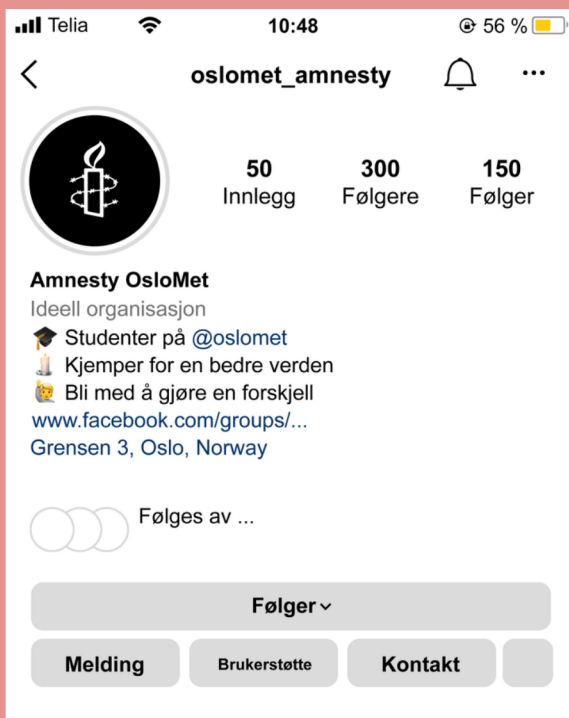 Telia 10:48 56 %
oslomet_amnesty ...
50 300 150
Innlegg Følgere Følger
Amnesty OsloMet
Ideell organisasjon
Studenter på @oslomet
Kjemper for en bedre verden
Bli med å gjøre en forskjell
www.facebook.com/groups/...
Grensen 3, Oslo, Norway
Følges av ...
Følger
Melding Brukerstøtte Kontakt